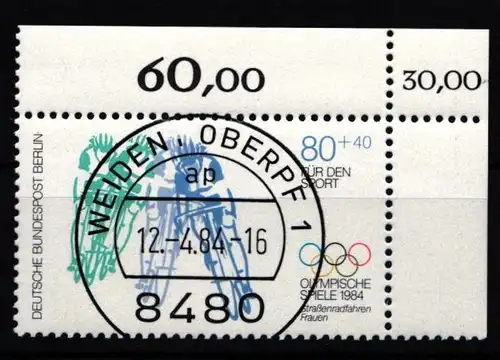 60,00
30,00
DEUTSCHE BUNDESPOST BERLIN
80+40
FÜR DEN
SPORT
OLYMPISCHE
SPIELE 1984
Straßenradfahren
Frauen
WEIDEN, OBERPF 1
ap
12.-4.84-16
8480